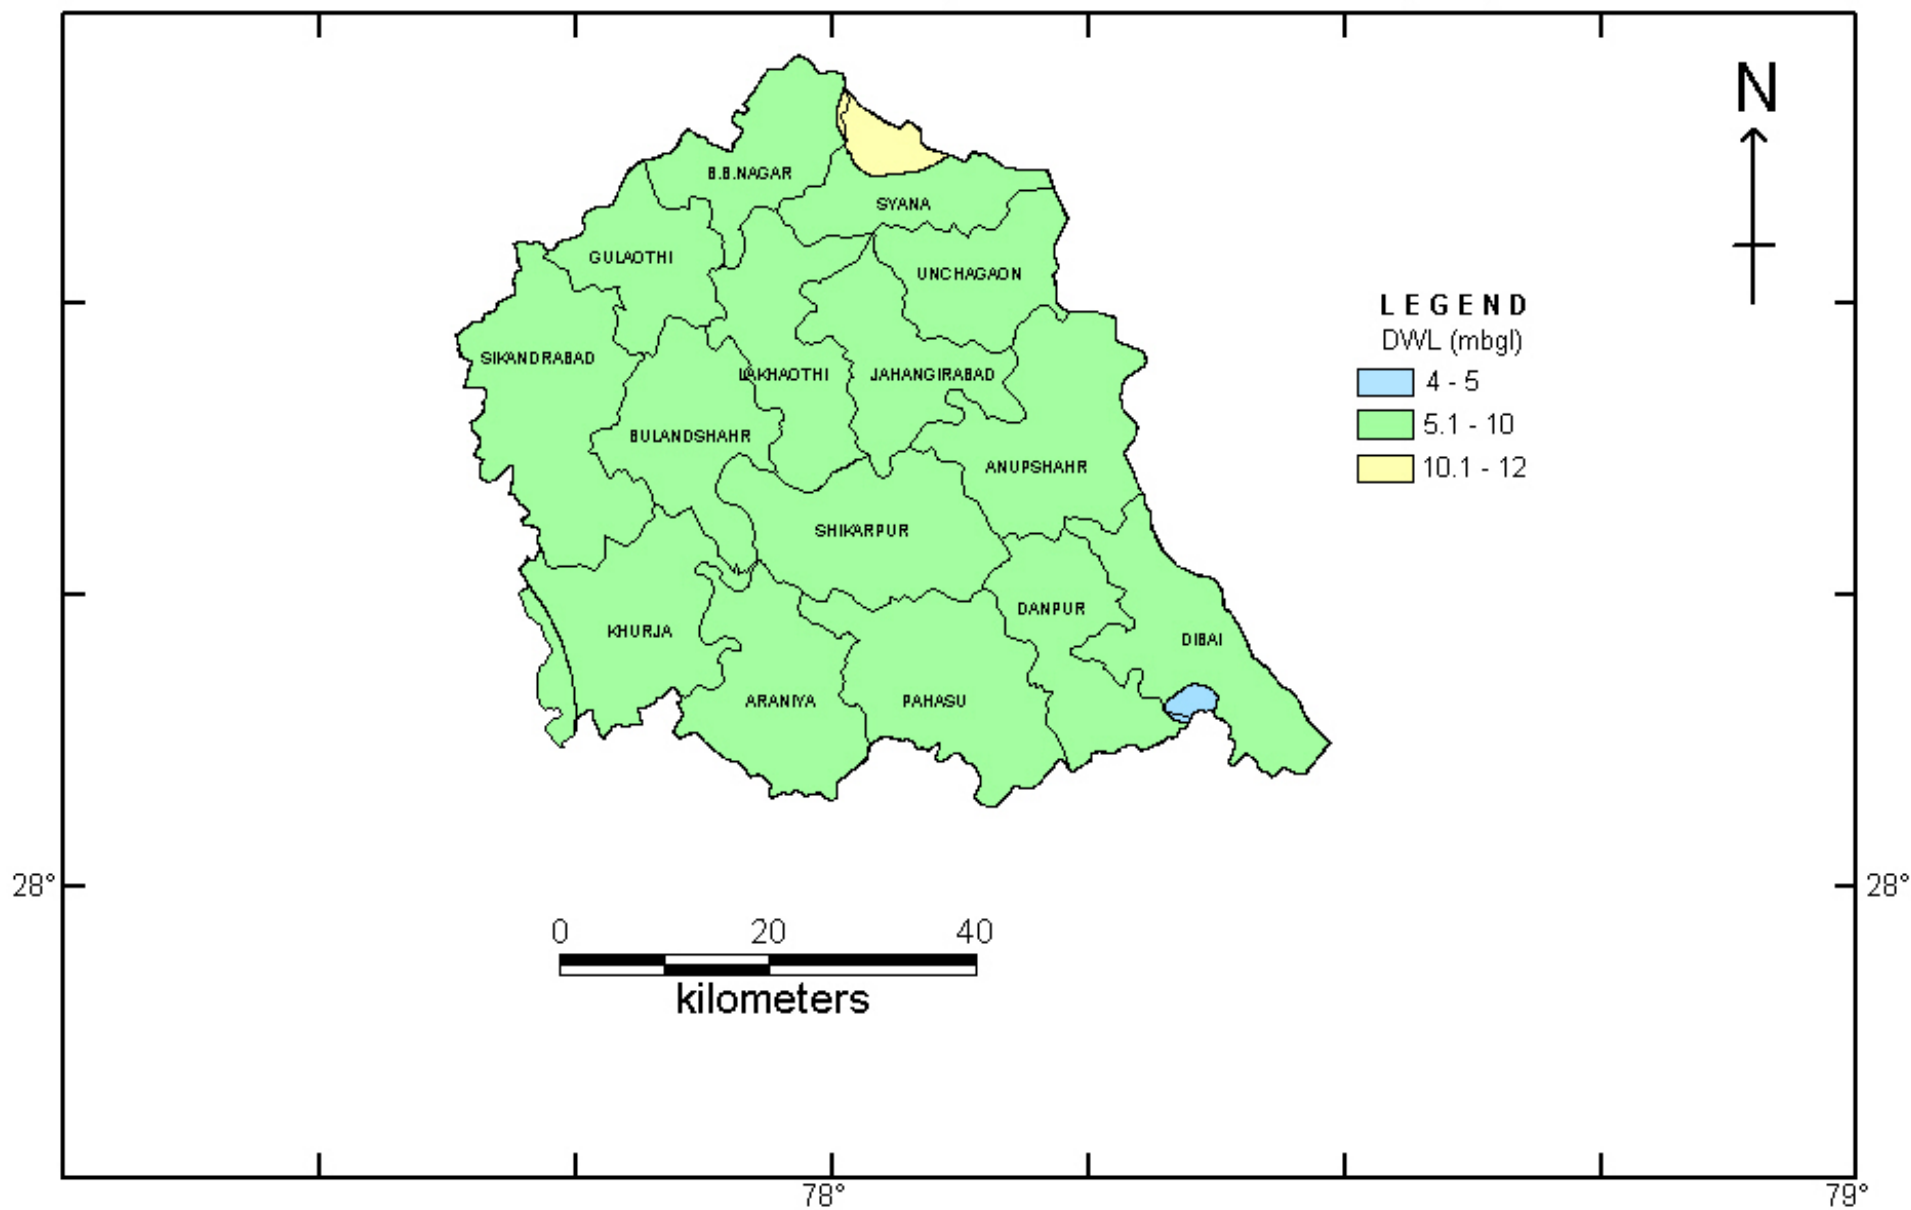 N
B.B.NAGAR
SYANA
GULAOTHI
UNCHAGAON
LEGEND
DWL (mbgl)
SIKANDRABAD
LAKHAOTHI
JAHANGIRABAD
4 - 5
5.1 - 10
BULANDSHAHR
ANUPSHAHR
10.1 - 12
SHIKARPUR
DANPUR
KHURJA
DIBAI
ARANIYA
PAHASU
28°
28°
0 20 40
kilometers
78°
79°